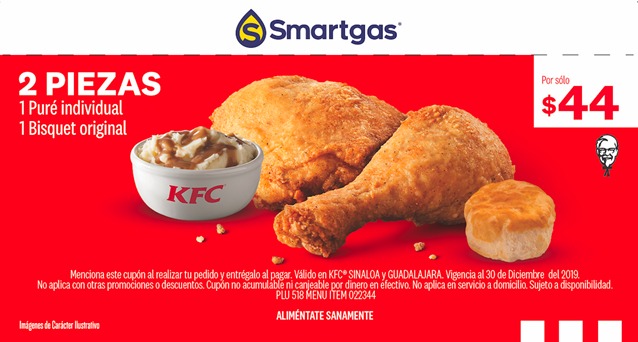 Smartgas®
2 PIEZAS
1 Puré individual
1 Bisquet original
Por sólo
$44
KFC
Menciona este cupón al realizar tu pedido y entrégalo al pagar. Válido en KFC® SINALOA y GUADALAJARA. Vigencia al 30 de Diciembre del 2019.
No aplica con otras promociones o descuentos. Cupón no acumulable ni canjeable por dinero en efectivo. No aplica en servicio a domicilio. Sujeto a disponibilidad.
PLU 518 MENU ITEM 022344
ALIMÉNTATE SANAMENTE
Imágenes de Carácter Ilustrativo